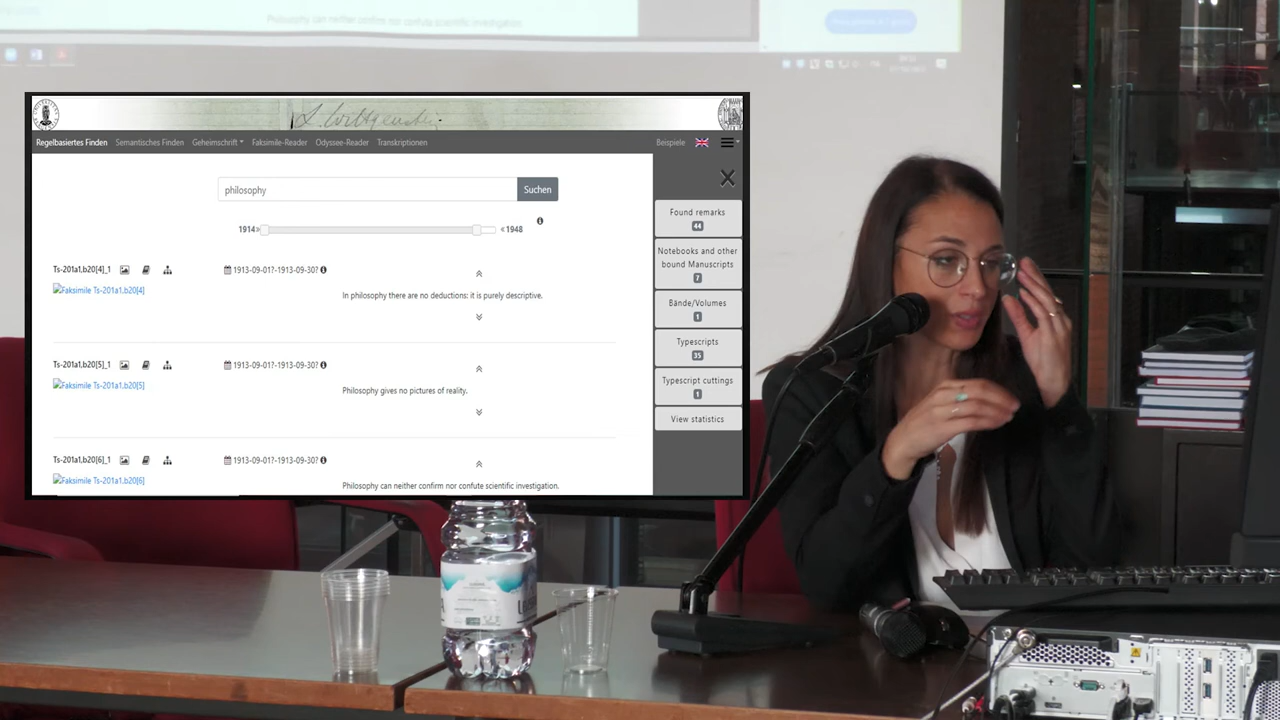 Philosophy can neither confirm nor confute scientific investigation.
L. Wittgenstein
Regelbasiertes Finden Semantisches Finden Geheimschrift Faksimile-Reader Odyssee-Reader Transkriptionen Beispiele
philosophy Suchen
1914» «1948
Found remarks
44
Notebooks and other
bound Manuscripts
7
Bände/Volumes
1
Typescripts
35
Typescript cuttings
1
View statistics
Ts-201a1,b20[4]_1 1913-09-01?-1913-09-30?
Faksimile Ts-201a1,b20[4]
In philosophy there are no deductions: it is purely descriptive.
Ts-201a1,b20[5]_1 1913-09-01?-1913-09-30?
Faksimile Ts-201a1,b20[5]
Philosophy gives no pictures of reality.
Ts-201a1,b20[6]_1 1913-09-01?-1913-09-30?
Faksimile Ts-201a1,b20[6]
Philosophy can neither confirm nor confute scientific investigation.